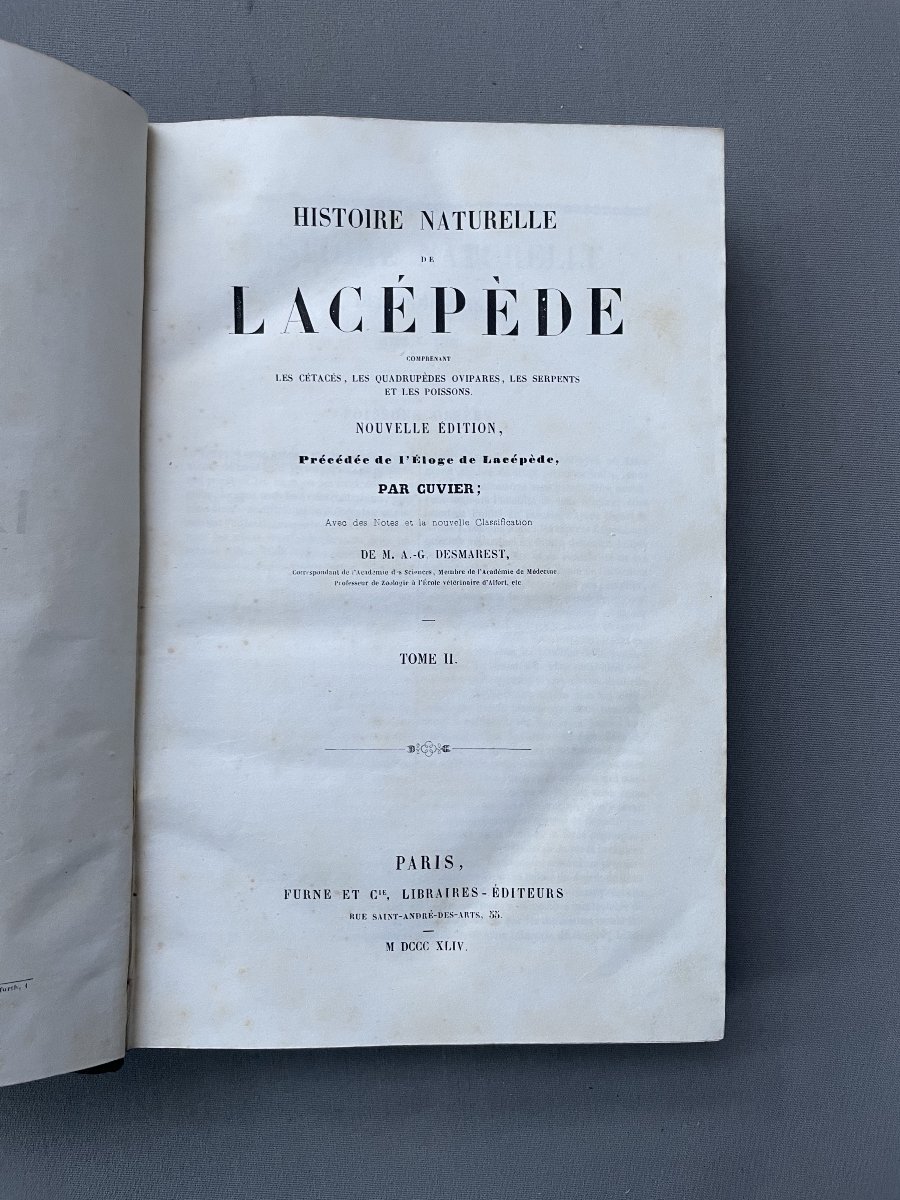 HISTOIRE NATURELLE
DE
LACÉPÈDE
COMPRENANT
LES CÉTACÉS, LES QUADRUPÈDES OVIPARES, LES SERPENTS
ET LES POISSONS.
NOUVELLE ÉDITION,
Précédée de l'Éloge de Lacépède,
PAR CUVIER;
Avec des Notes et la nouvelle Classification
DE M. A.-G. DESMAREST,
Correspondant de l'Académie des Sciences, Membre de l'Académie de Médecine
Professeur de Zoologie à l'École vétérinaire d'Alfort, etc
TOME II.
PARIS,
FURNE ET CIE, LIBRAIRES-ÉDITEURS
RUE SAINT-ANDRÉ-DES-ARTS, 55.
M DCCC XLIV.